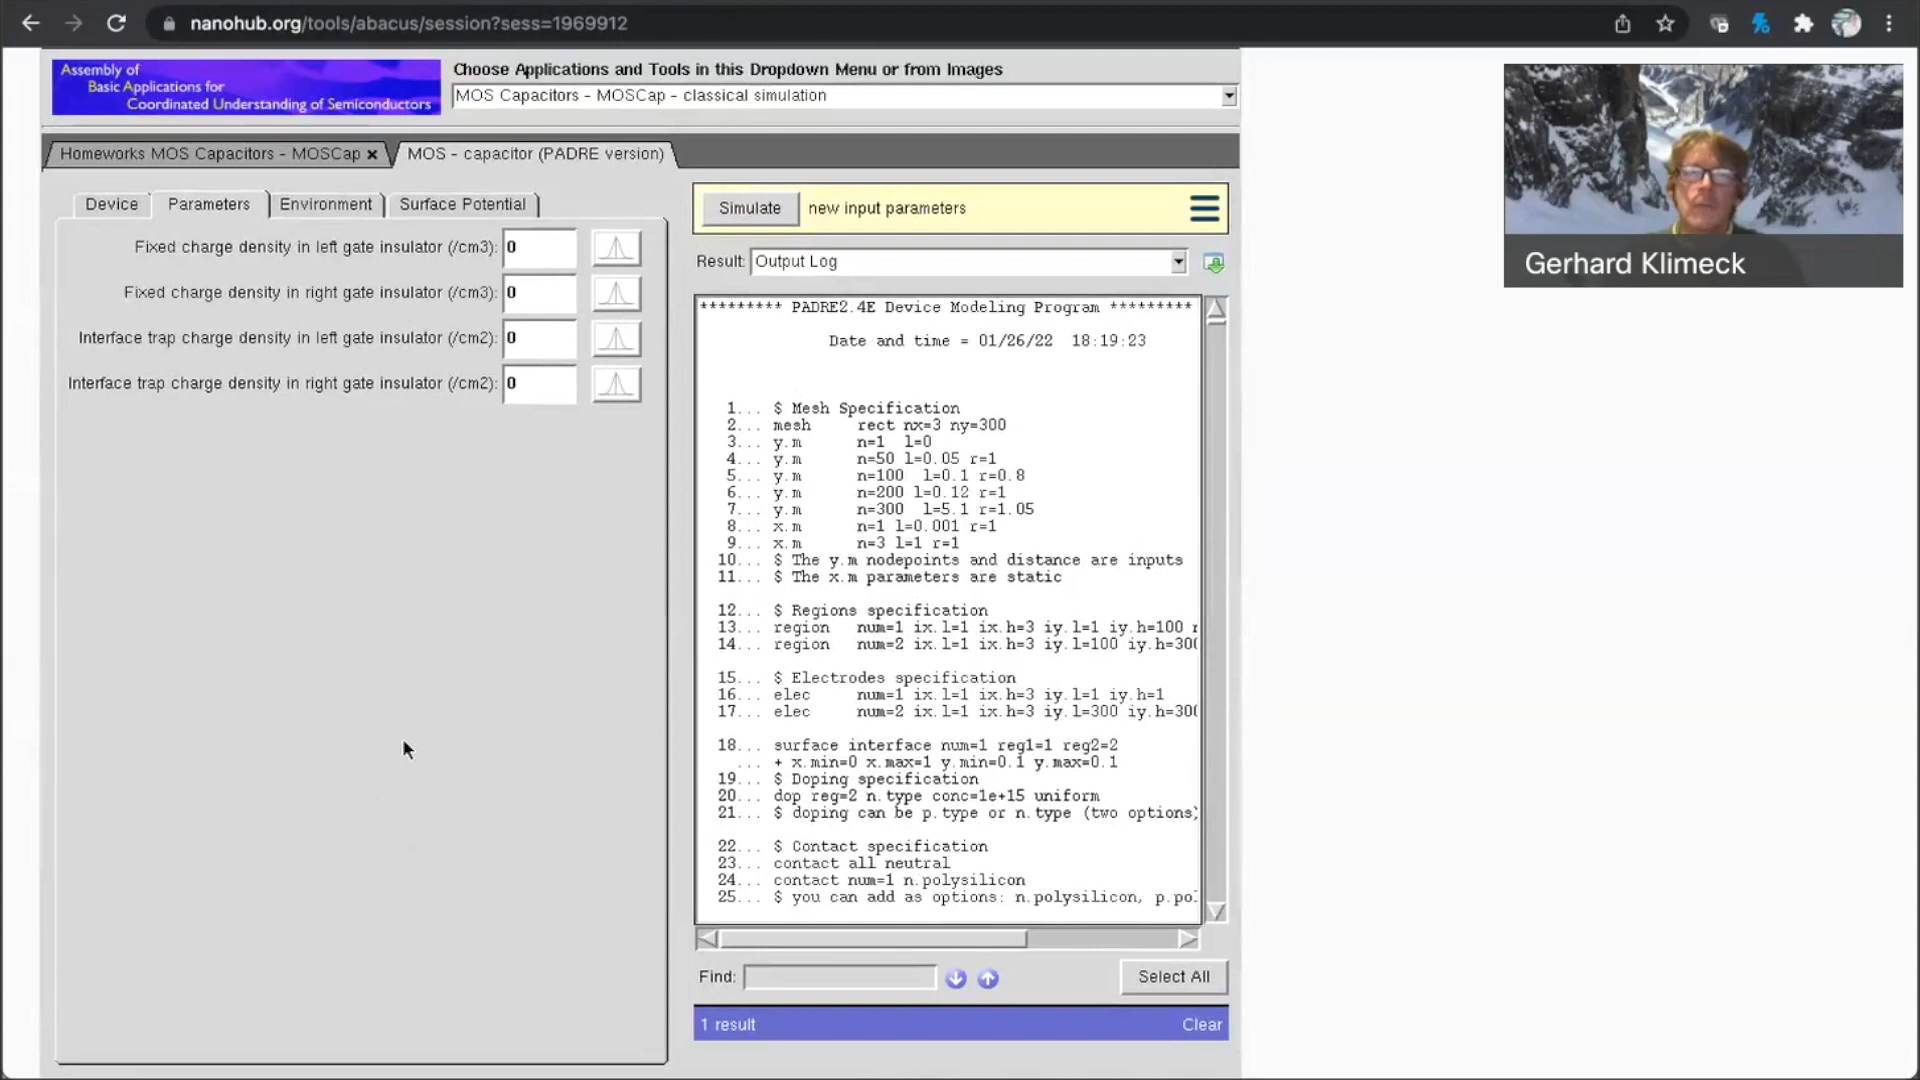 nanohub.org/tools/abacus/session?sess=1969912
Assembly of
Basic Applications for
Coordinated Understanding of Semiconductors
Choose Applications and Tools in this Dropdown Menu or from Images
MOS Capacitors - MOSCap - classical simulation
Homeworks MOS Capacitors - MOSCap ×
MOS - capacitor (PADRE version)
Device
Parameters
Environment
Surface Potential
Fixed charge density in left gate insulator (/cm3): 0
Fixed charge density in right gate insulator (/cm3): 0
Interface trap charge density in left gate insulator (/cm2): 0
Interface trap charge density in right gate insulator (/cm2): 0
Simulate
new input parameters
Result: Output Log
********* PADRE2.4E Device Modeling Program *********
Date and time = 01/26/22 18:19:23
1... $ Mesh Specification
2... mesh rect nx=3 ny=300
3... y.m n=1 l=0
4... y.m n=50 l=0.05 r=1
5... y.m n=100 l=0.1 r=0.8
6... y.m n=200 l=0.12 r=1
7... y.m n=300 l=5.1 r=1.05
8... x.m n=1 l=0.001 r=1
9... x.m n=3 l=1 r=1
10... $ The y.m nodepoints and distance are inputs
11... $ The x.m parameters are static
12... $ Regions specification
13... region num=1 ix.l=1 ix.h=3 iy.l=1 iy.h=100 r
14... region num=2 ix.l=1 ix.h=3 iy.l=100 iy.h=300
15... $ Electrodes specification
16... elec num=1 ix.l=1 ix.h=3 iy.l=1 iy.h=1
17... elec num=2 ix.l=1 ix.h=3 iy.l=300 iy.h=300
18... surface interface num=1 reg1=1 reg2=2
... + x.min=0 x.max=1 y.min=0.1 y.max=0.1
19... $ Doping specification
20... dop reg=2 n.type conc=1e+15 uniform
21... $ doping can be p.type or n.type (two options)
22... $ Contact specification
23... contact all neutral
24... contact num=1 n.polysilicon
25... $ you can add as options: n.polysilicon, p.pol
Find:
Select All
1 result
Clear
Gerhard Klimeck